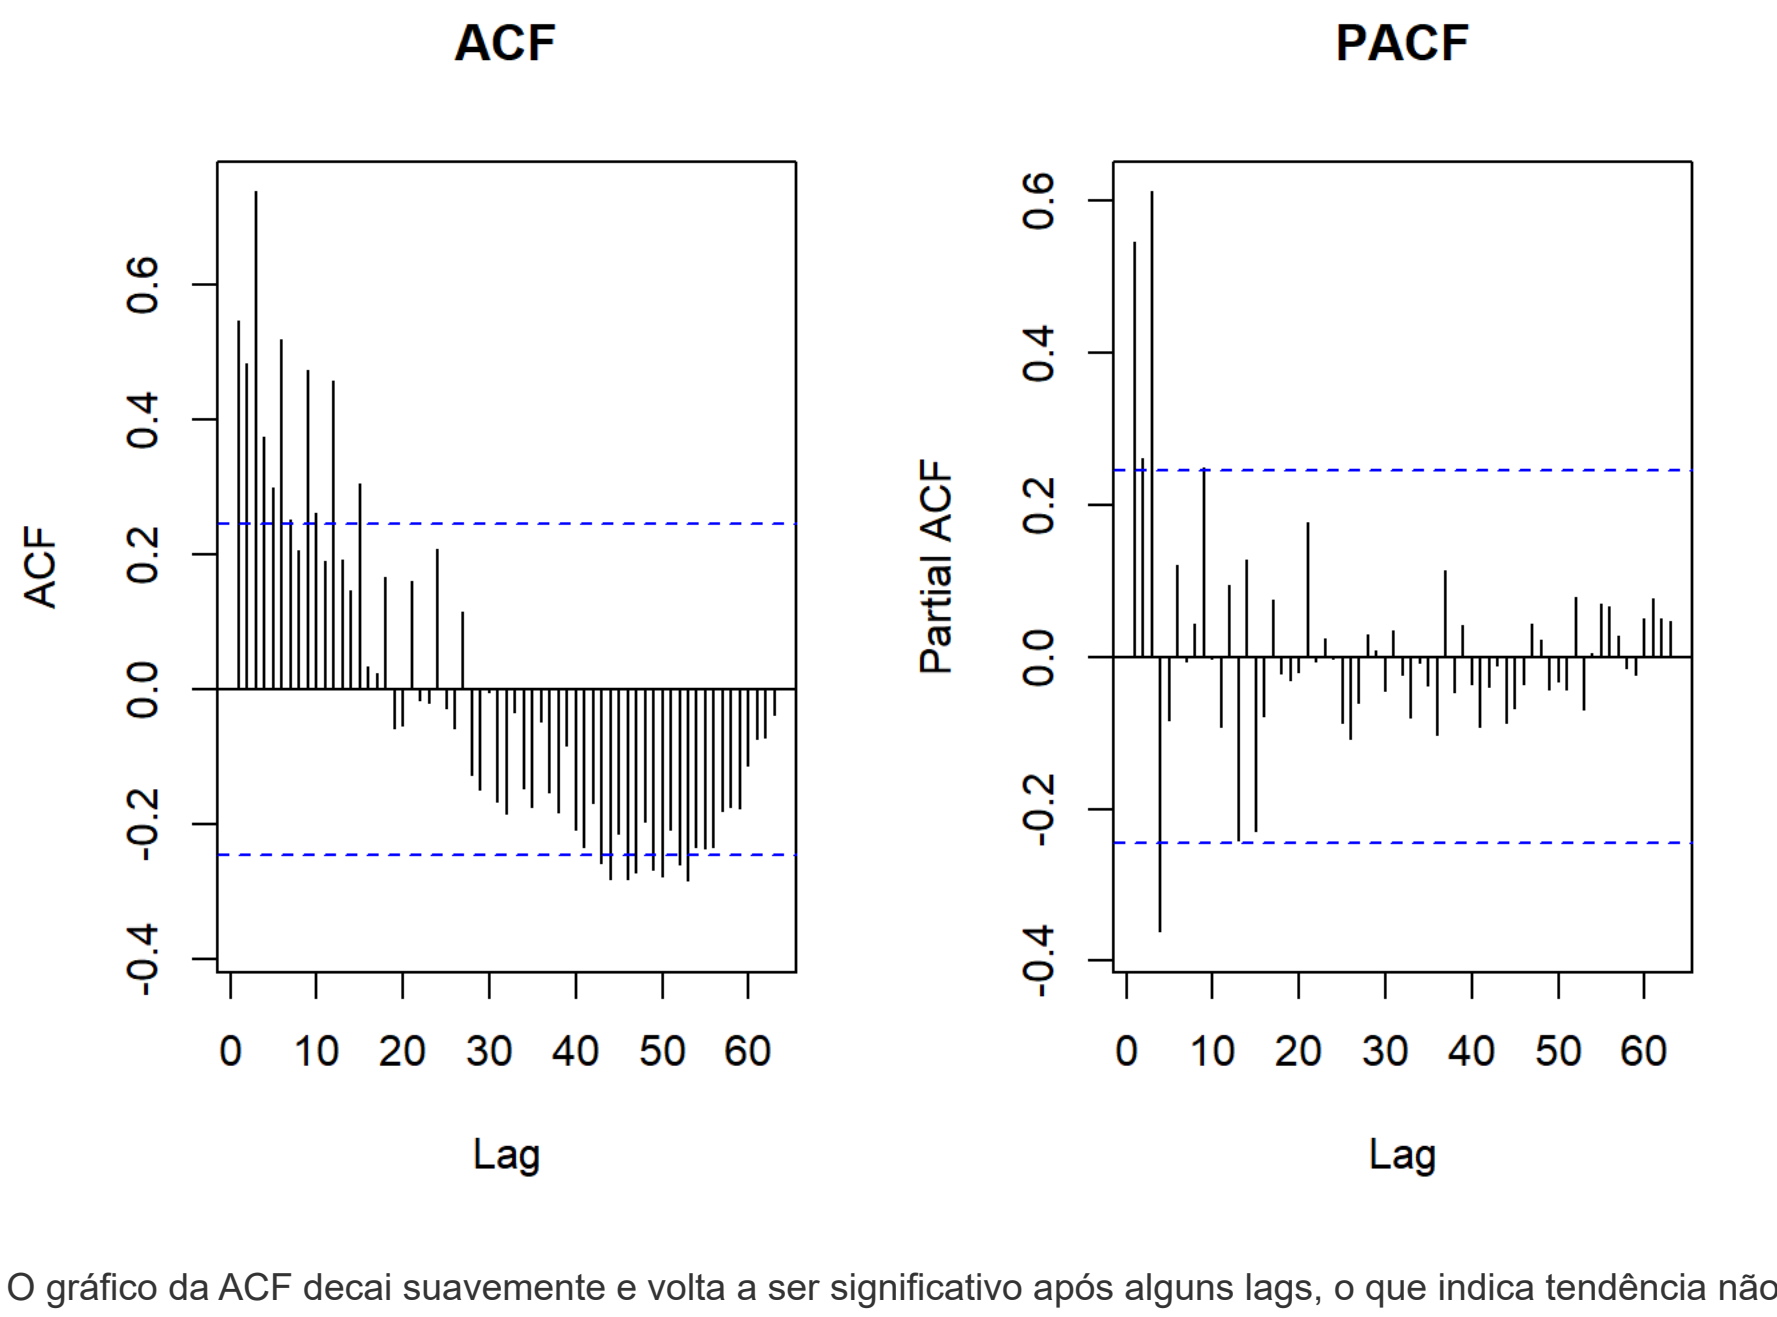 ACF
PACF
ACF
0.6
0.4
0.2
0.0
-0.2
-0.4
0 10 20 30 40 50 60
Lag
Partial ACF
0.6
0.4
0.2
0.0
-0.2
-0.4
0 10 20 30 40 50 60
Lag
O gráfico da ACF decai suavemente e volta a ser significativo após alguns lags, o que indica tendência não